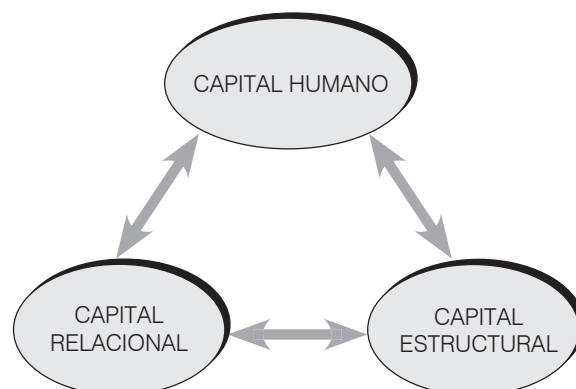 CAPITAL HUMANO
CAPITAL
RELACIONAL
CAPITAL
ESTRUCTURAL